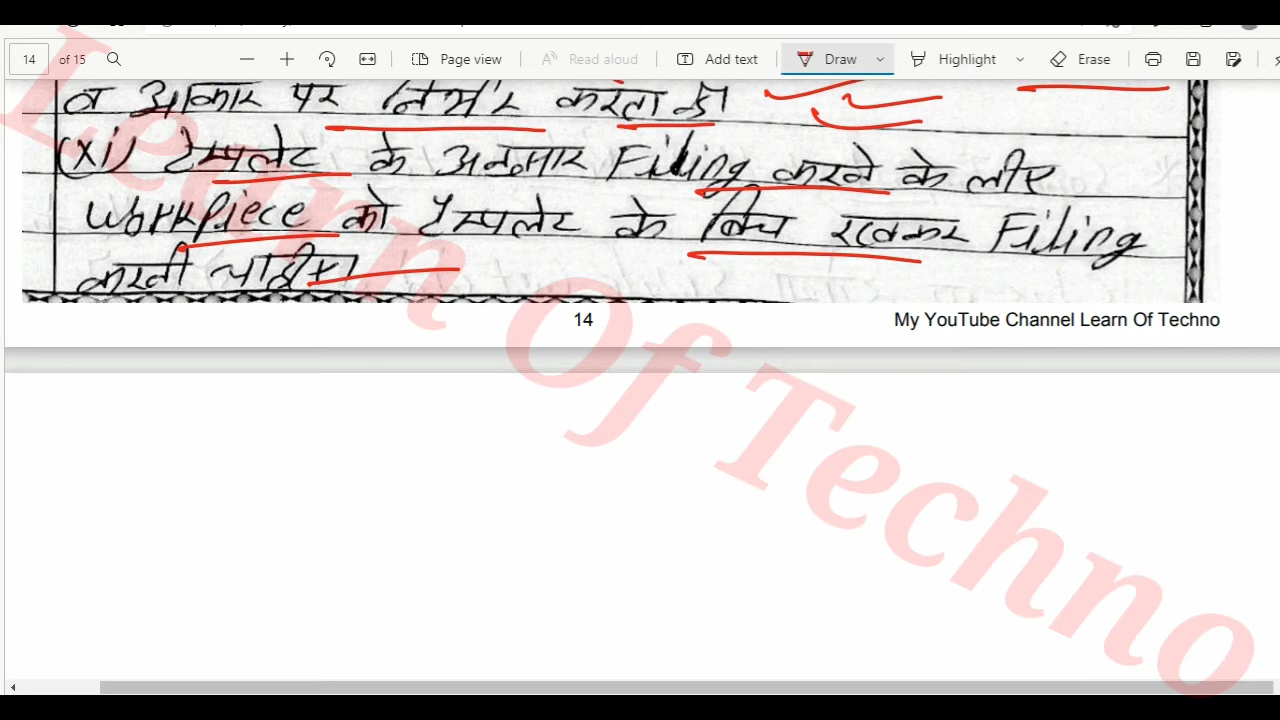 14 of 15 Page view Read aloud Add text Draw Highlight Erase
व आकार पर निर्भर करता है।
(xi) टेम्पलेट के अनुसार Filing करने के लीए
Workpiece को टेम्पलेट के बिच रखकर Filing
करनी चाहीए।
14 My YouTube Channel Learn Of Techno
Learn Of Techno